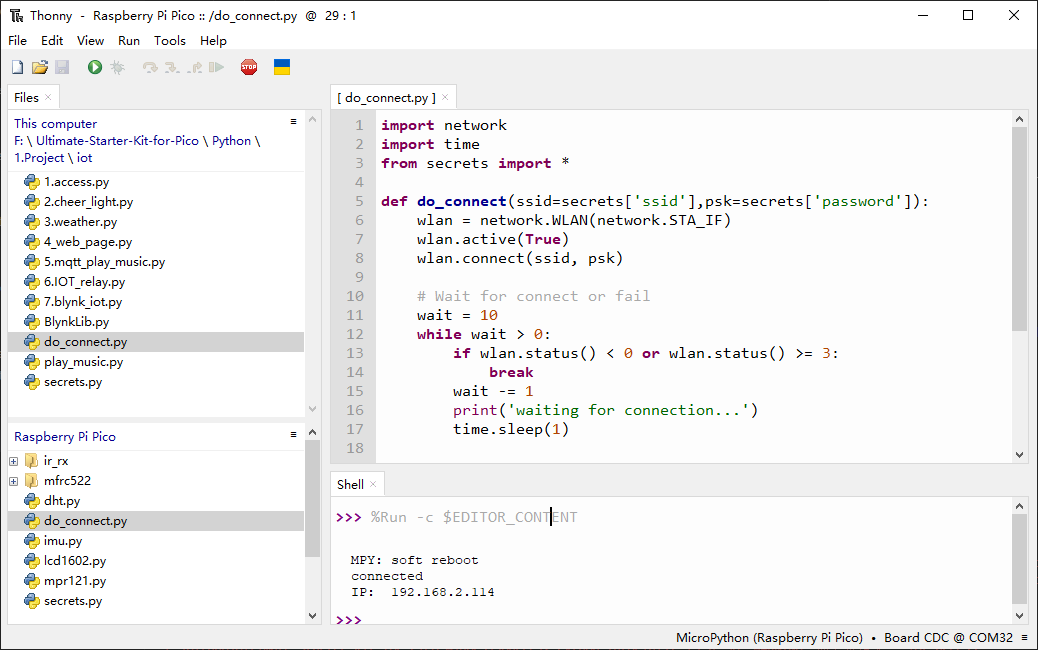 Thonny - Raspberry Pi Pico :: /do_connect.py @ 29 : 1
File Edit View Run Tools Help
STOP
Files
This computer
F: \ Ultimate-Starter-Kit-for-Pico \ Python \
1.Project \ iot
1.access.py
2.cheer_light.py
3.weather.py
4_web_page.py
5.mqtt_play_music.py
6.IOT_relay.py
7.blynk_iot.py
BlynkLib.py
do_connect.py
play_music.py
secrets.py
Raspberry Pi Pico
ir_rx
mfrc522
dht.py
do_connect.py
imu.py
lcd1602.py
mpr121.py
secrets.py
[ do_connect.py ]
1 import network
2 import time
3 from secrets import *
4
5 def do_connect(ssid=secrets['ssid'],psk=secrets['password']):
6     wlan = network.WLAN(network.STA_IF)
7     wlan.active(True)
8     wlan.connect(ssid, psk)
9
10     # Wait for connect or fail
11     wait = 10
12     while wait > 0:
13         if wlan.status() < 0 or wlan.status() >= 3:
14             break
15         wait -= 1
16         print('waiting for connection...')
17         time.sleep(1)
18
Shell
>>> %Run -c $EDITOR_CONTENT
MPY: soft reboot
connected
IP:  192.168.2.114
>>>
MicroPython (Raspberry Pi Pico) • Board CDC @ COM32 ≡